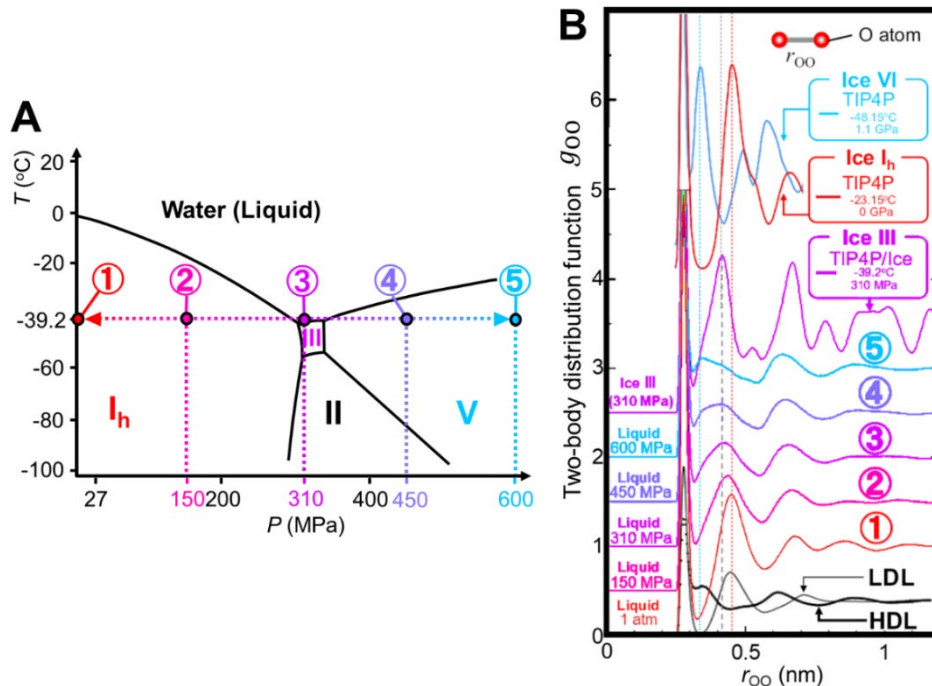 A
T (°C)
20
0
-20
-39.2
-60
-80
-100
Water (Liquid)
①
②
③
④
⑤
III
Iₕ
II
V
27
150
200
310
400
450
600
P (MPa)
B
Two-body distribution function gOO
6
5
4
3
2
1
0
O atom
rOO
Ice VI
TIP4P
-48.15°C
1.1 GPa
Ice Iₕ
TIP4P
-23.15°C
0 GPa
Ice III
TIP4P/Ice
-39.2°C
310 MPa
⑤
Ice III
(310 MPa)
④
Liquid
600 MPa
③
Liquid
450 MPa
②
Liquid
310 MPa
①
Liquid
150 MPa
LDL
Liquid
1 atm
HDL
0
0.5
1
rOO (nm)